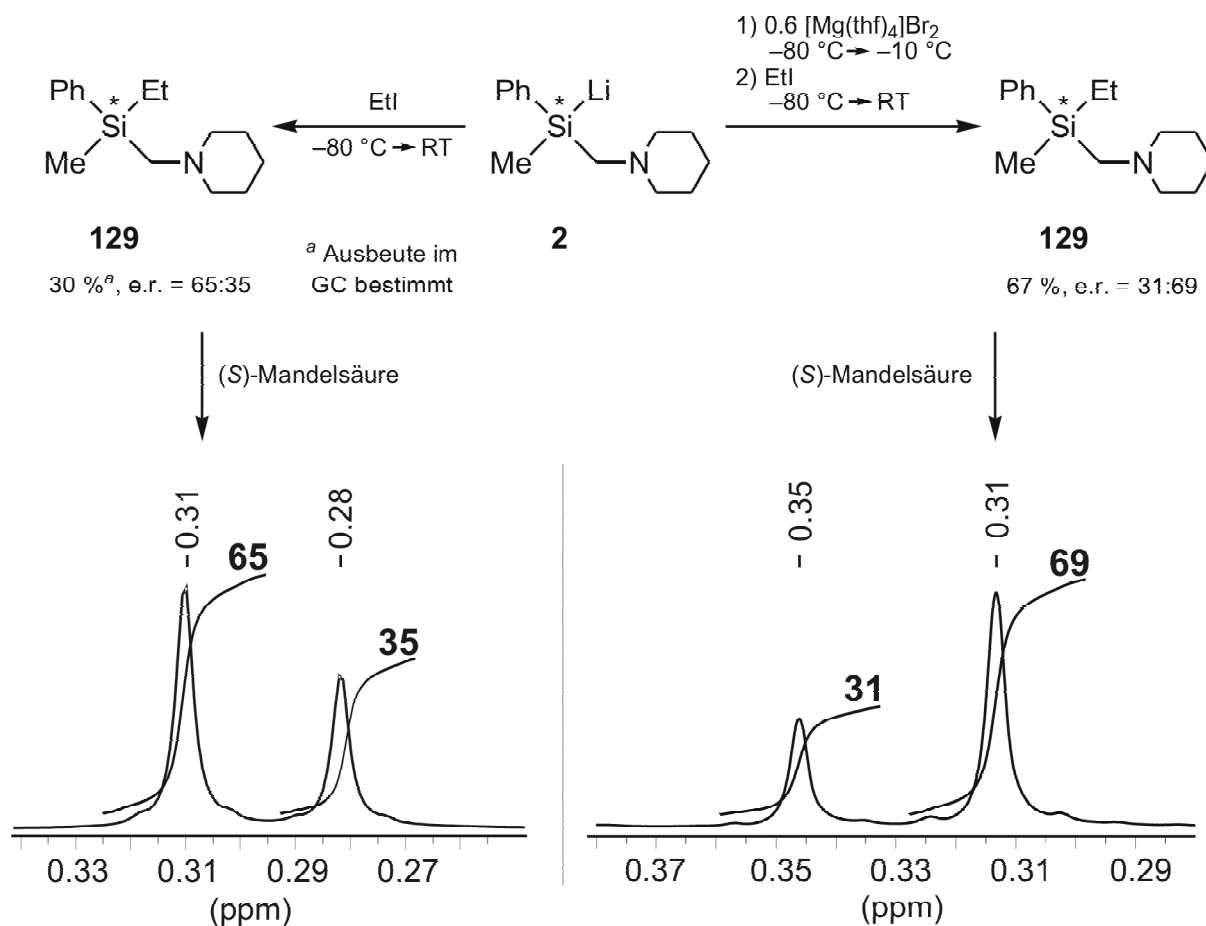 1) 0.6 [Mg(thf)4]Br2
–80 °C → –10 °C
2) EtI
–80 °C → RT
Ph Et
* Si
Me N
EtI
–80 °C → RT
Ph Li
* Si
Me N
Ph Et
* Si
Me N
129
30 %a, e.r. = 65:35
a Ausbeute im
GC bestimmt
2
129
67 %, e.r. = 31:69
(S)-Mandelsäure
(S)-Mandelsäure
0.31
0.28
65
35
0.33 0.31 0.29 0.27
(ppm)
0.35
0.31
69
31
0.37 0.35 0.33 0.31 0.29
(ppm)